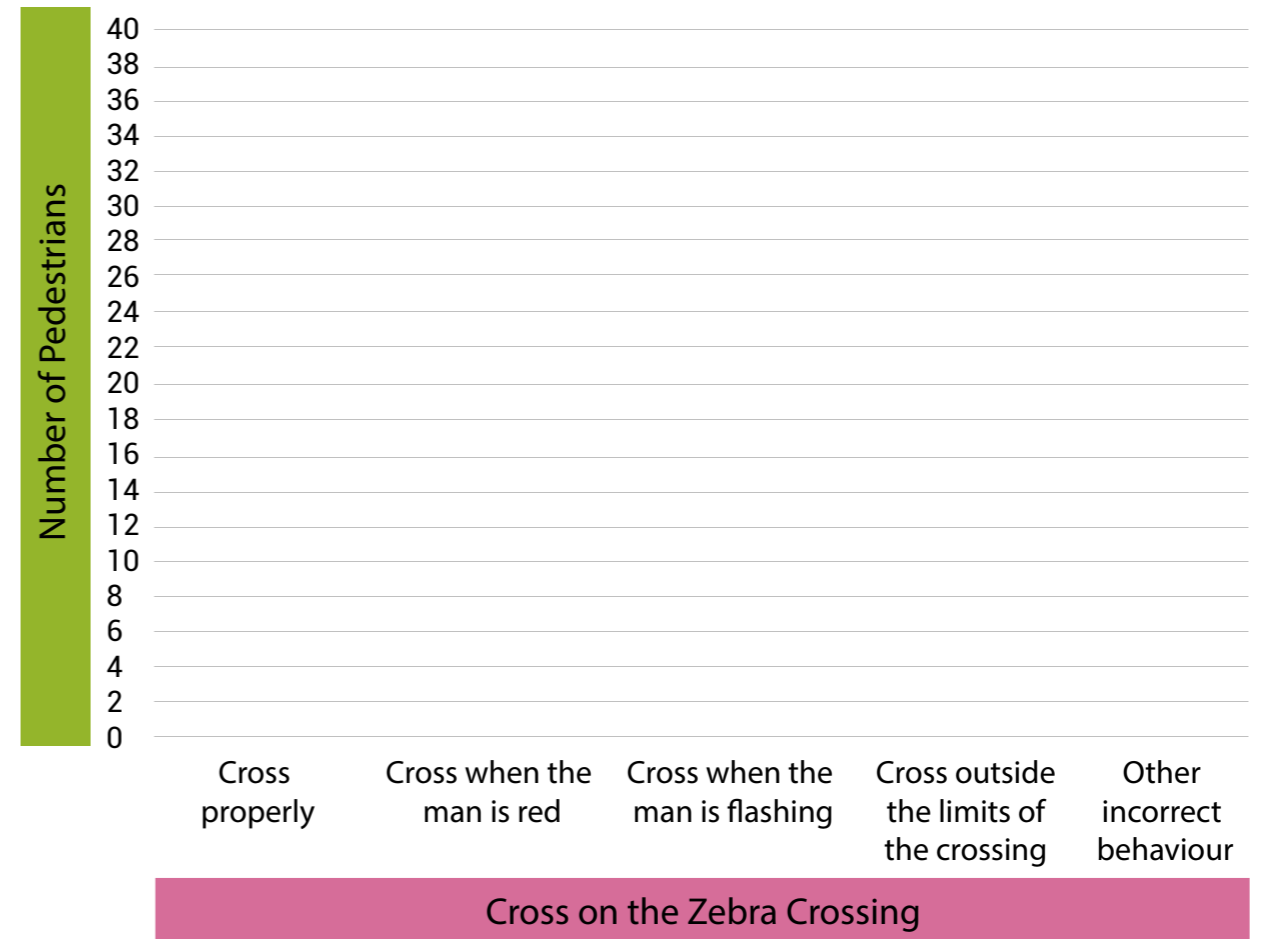 Number of Pedestrians
40
38
36
34
32
30
28
26
24
22
20
18
16
14
12
10
8
6
4
2
0
Cross
properly
Cross when the
man is red
Cross when the
man is flashing
Cross outside
the limits of
the crossing
Other
incorrect
behaviour
Cross on the Zebra Crossing